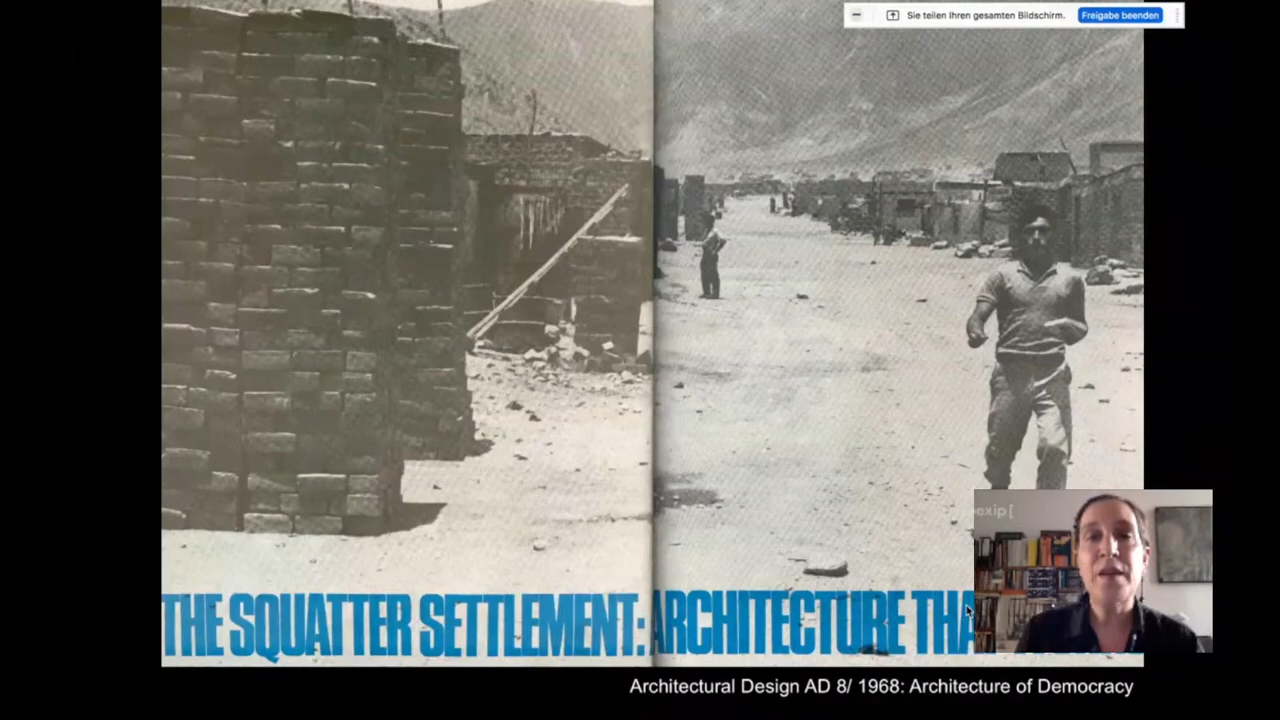 Sie teilen Ihren gesamten Bildschirm. Freigabe beenden
exip[
THE SQUATTER SETTLEMENT: ARCHITECTURE THA
Architectural Design AD 8/ 1968: Architecture of Democracy